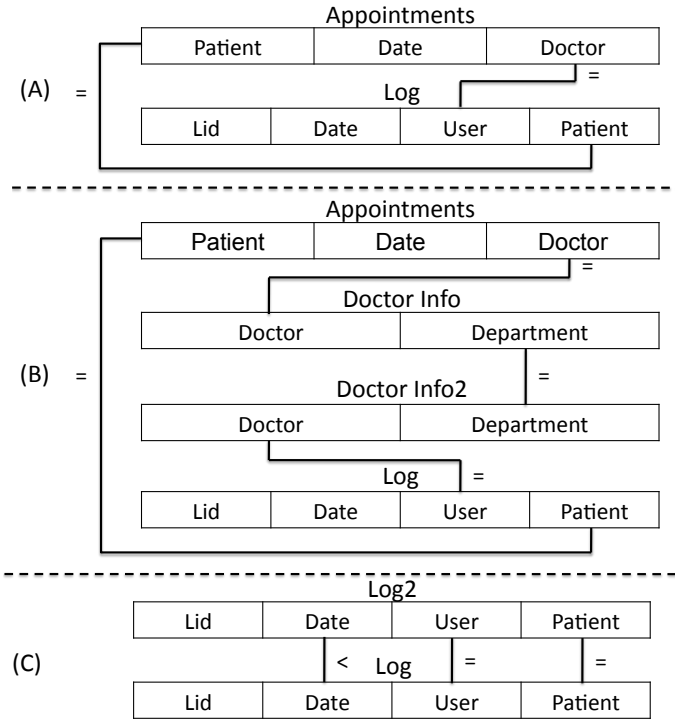 Appointments
Patient Date Doctor
(A) = =
Log
Lid Date User Patient
Appointments
Patient Date Doctor
=
Doctor Info
Doctor Department
(B) = =
Doctor Info2
Doctor Department
Log =
Lid Date User Patient
Log2
Lid Date User Patient
(C) < Log = =
Lid Date User Patient